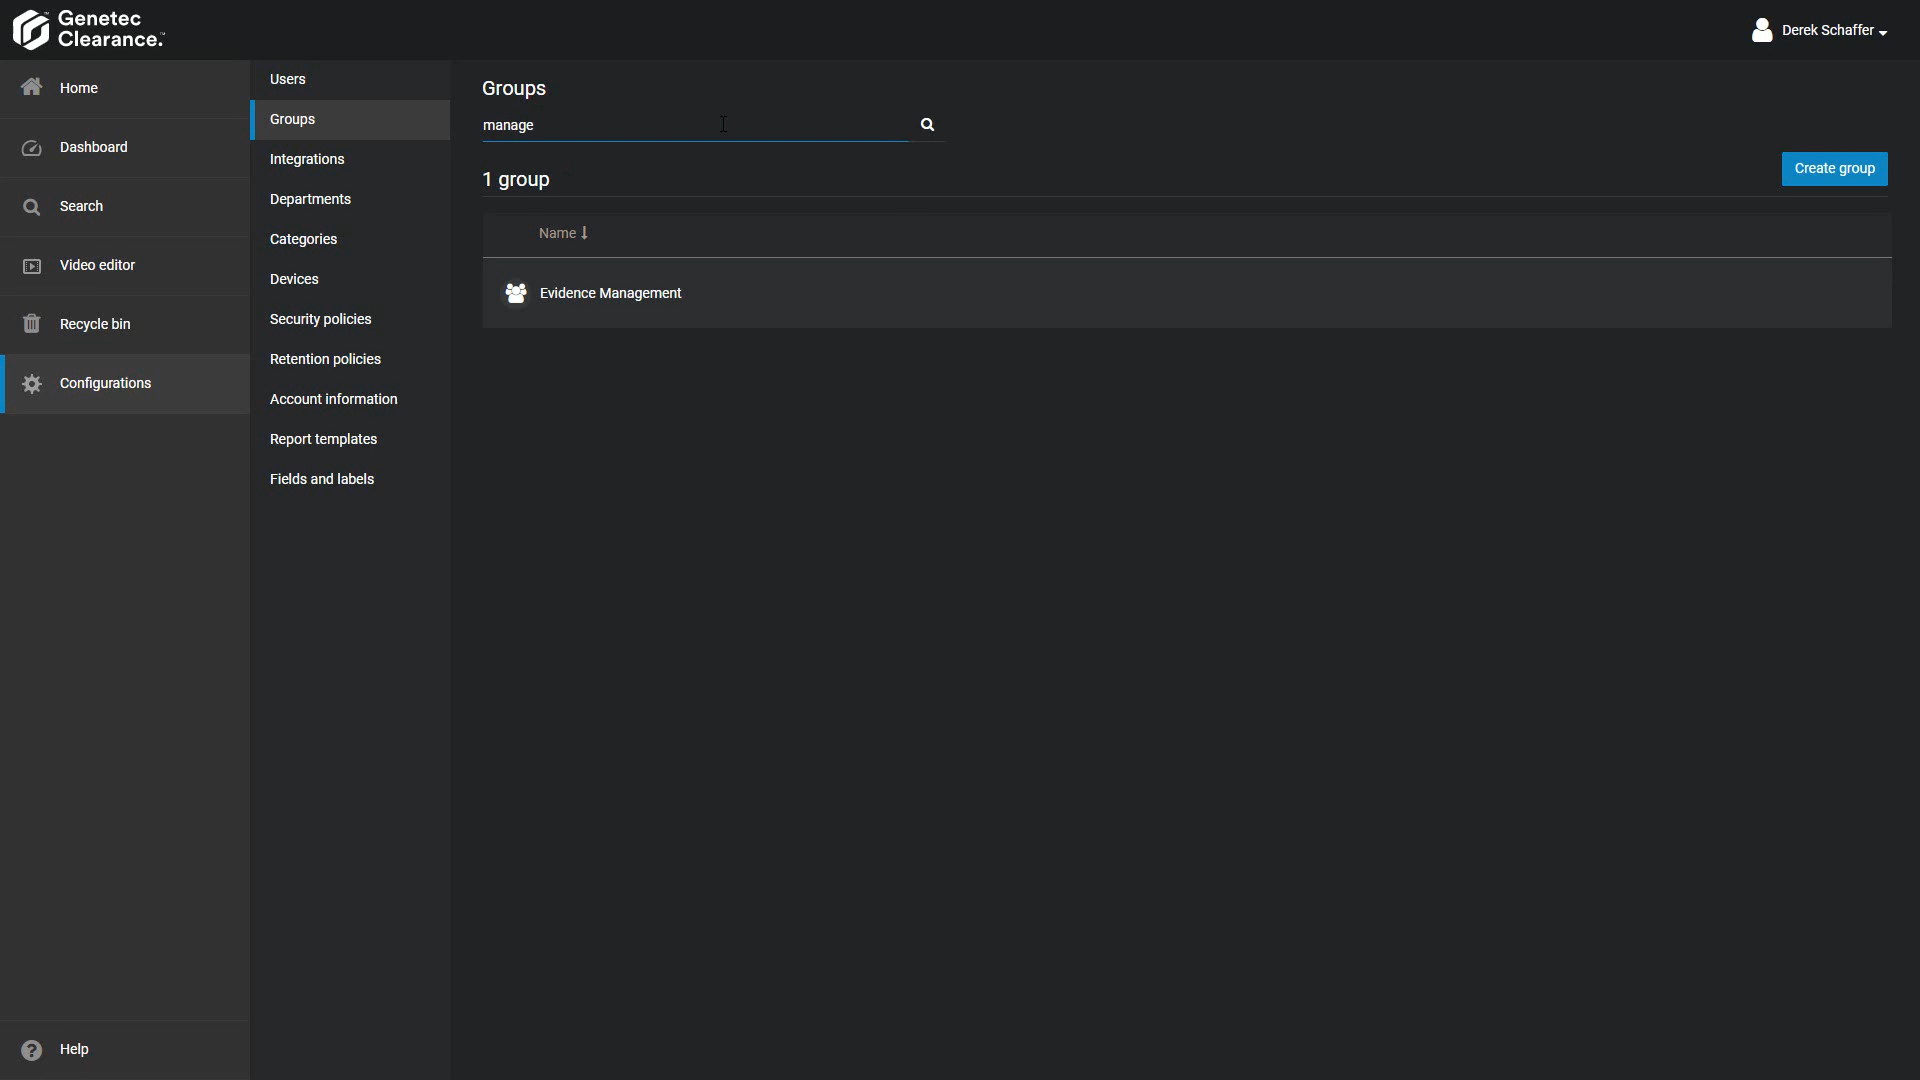 Genetec
Clearance.™
Derek Schaffer
Home
Dashboard
Search
Video editor
Recycle bin
Configurations
Help
Users
Groups
Integrations
Departments
Categories
Devices
Security policies
Retention policies
Account information
Report templates
Fields and labels
Groups
manage
1 group
Create group
Name
Evidence Management